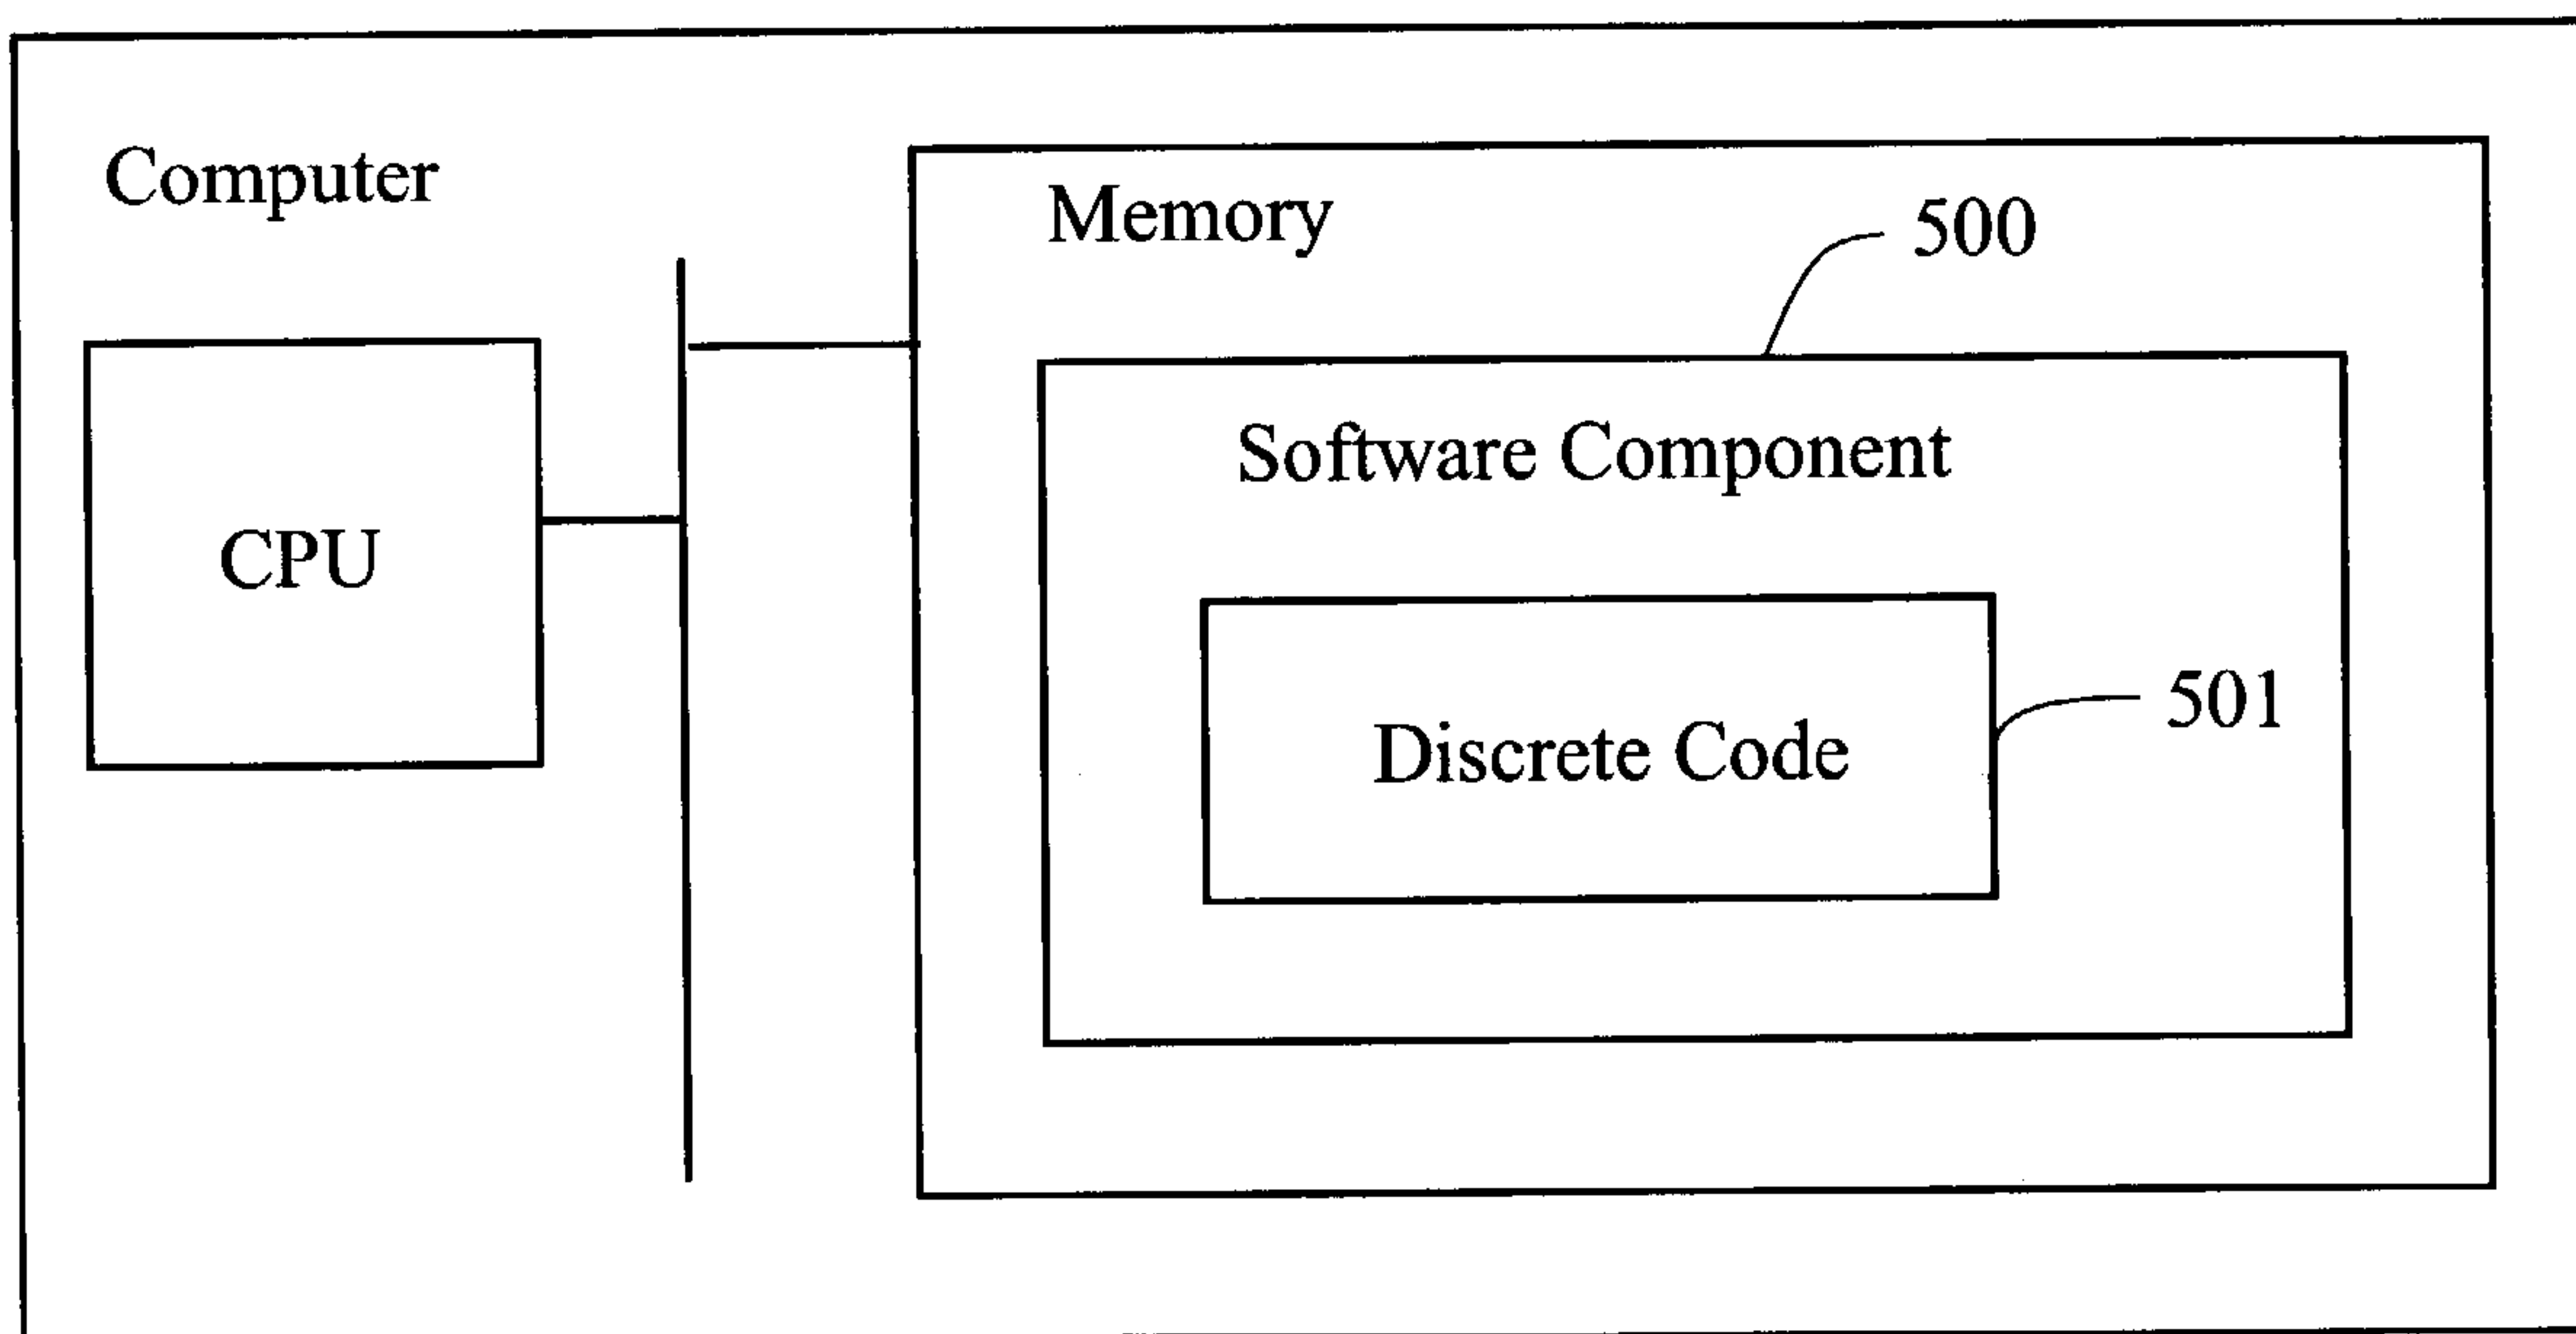 Computer
Memory
500
Software Component
CPU
Discrete Code
501